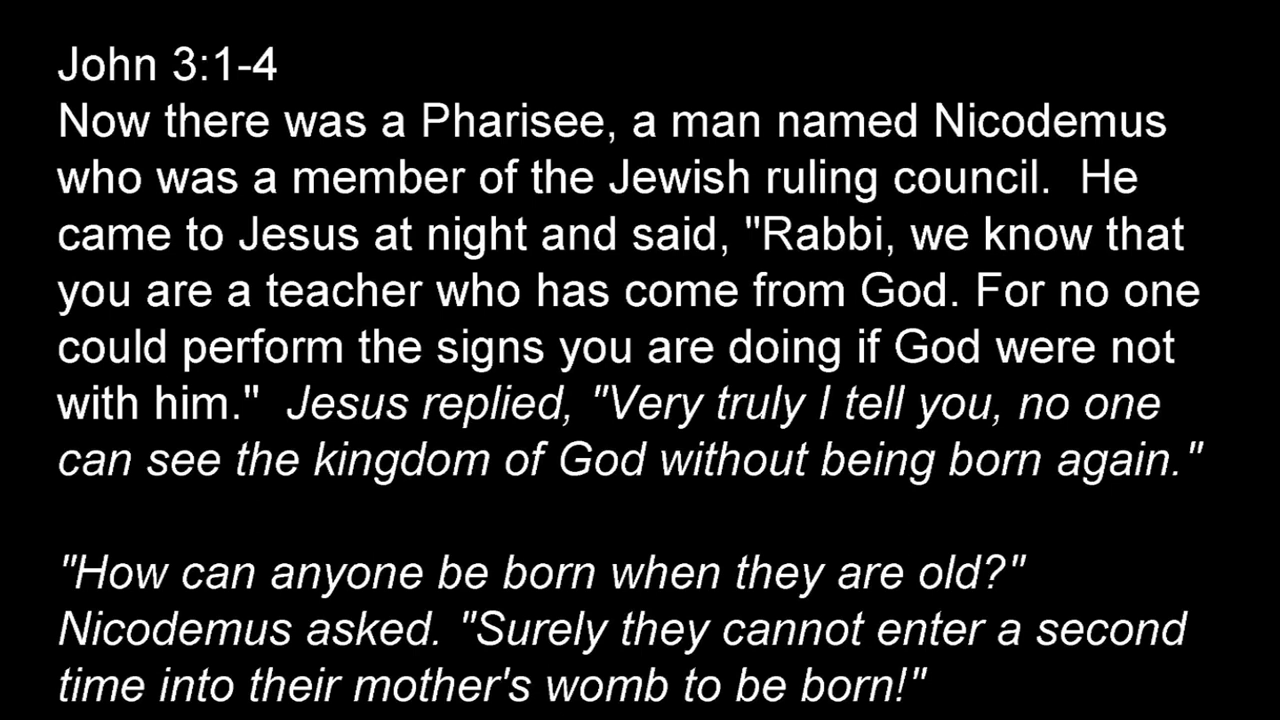 John 3:1-4
Now there was a Pharisee, a man named Nicodemus
who was a member of the Jewish ruling council.  He
came to Jesus at night and said, "Rabbi, we know that
you are a teacher who has come from God. For no one
could perform the signs you are doing if God were not
with him."  Jesus replied, "Very truly I tell you, no one
can see the kingdom of God without being born again."
"How can anyone be born when they are old?"
Nicodemus asked. "Surely they cannot enter a second
time into their mother's womb to be born!"